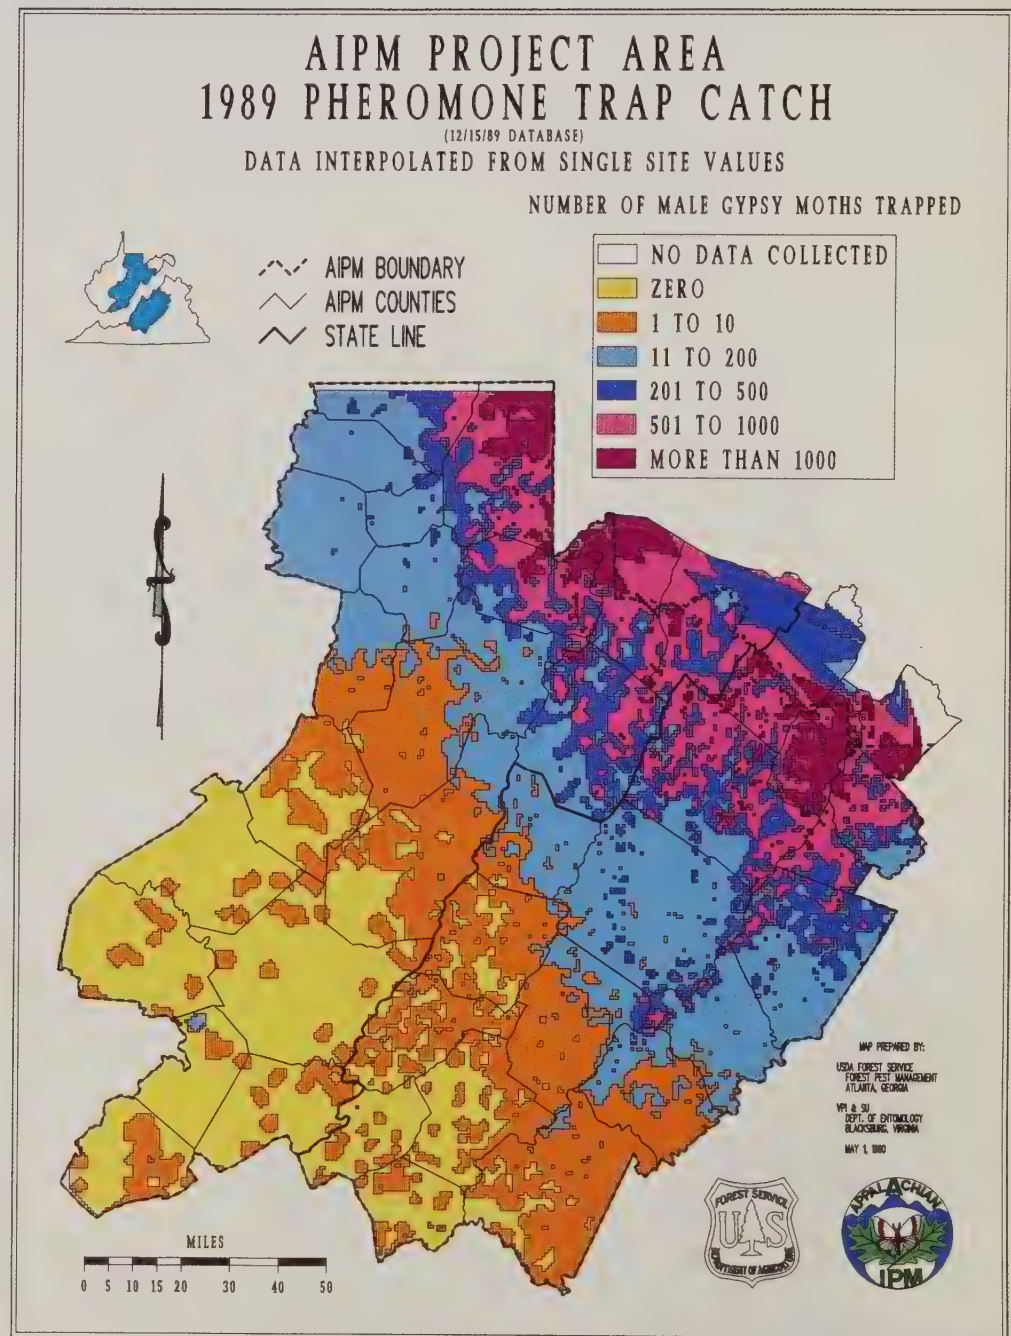 AIPM PROJECT AREA
1989 PHEROMONE TRAP CATCH
(12/15/89 DATABASE)
DATA INTERPOLATED FROM SINGLE SITE VALUES
NUMBER OF MALE GYPSY MOTHS TRAPPED
AIPM BOUNDARY
AIPM COUNTIES
STATE LINE
NO DATA COLLECTED
ZERO
1 TO 10
11 TO 200
201 TO 500
501 TO 1000
MORE THAN 1000
MAP PREPARED BY:
USDA FOREST SERVICE
FOREST PEST MANAGEMENT
ATLANTA, GEORGIA
VPI & SU
DEPT. OF ENTOMOLOGY
BLACKSBURG, VIRGINIA
MAY 1, 1990
MILES
0 5 10 15 20 30 40 50
FOREST SERVICE
U S
DEPARTMENT OF AGRICULTURE
APPALACHIAN
IPM